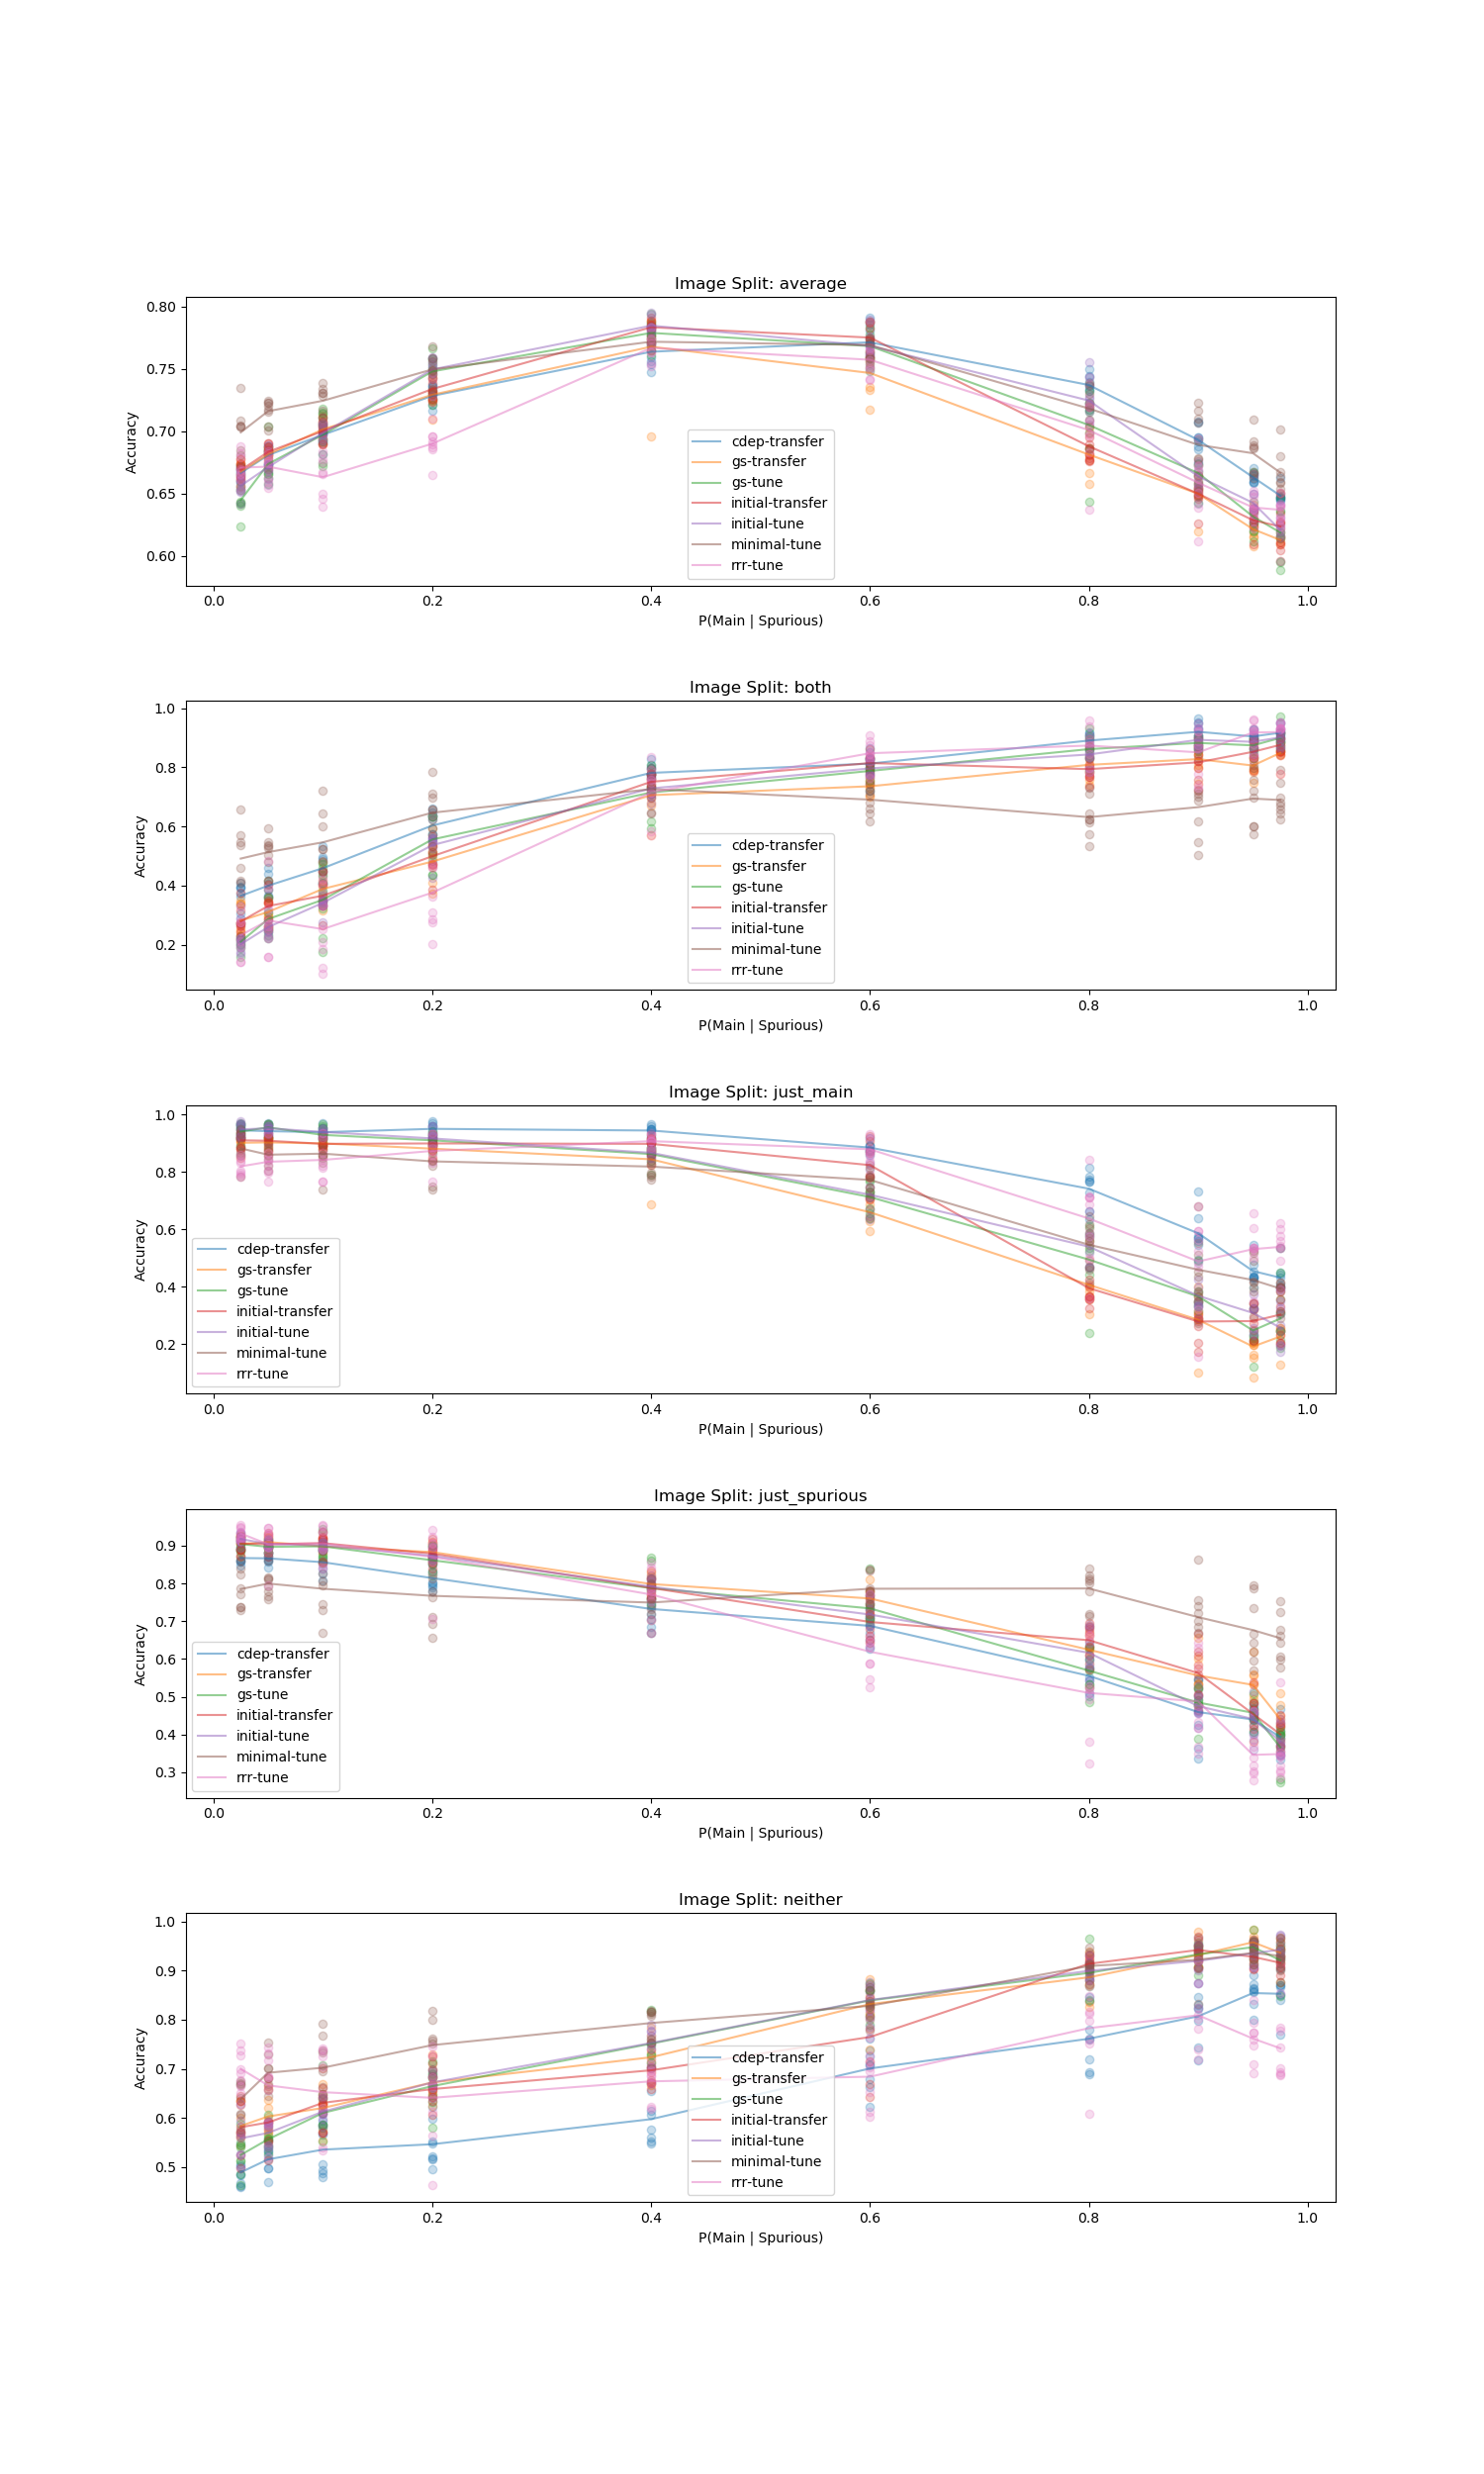 Image Split: average
0.80
0.75
0.70
0.65
0.60
Accuracy
cdep-transfer
gs-transfer
gs-tune
initial-transfer
initial-tune
minimal-tune
rrr-tune
0.0 0.2 0.4 0.6 0.8 1.0
P(Main | Spurious)
Image Split: both
1.0
0.8
0.6
0.4
0.2
Accuracy
cdep-transfer
gs-transfer
gs-tune
initial-transfer
initial-tune
minimal-tune
rrr-tune
0.0 0.2 0.4 0.6 0.8 1.0
P(Main | Spurious)
Image Split: just_main
1.0
0.8
0.6
0.4
0.2
Accuracy
cdep-transfer
gs-transfer
gs-tune
initial-transfer
initial-tune
minimal-tune
rrr-tune
0.0 0.2 0.4 0.6 0.8 1.0
P(Main | Spurious)
Image Split: just_spurious
0.9
0.8
0.7
0.6
0.5
0.4
0.3
Accuracy
cdep-transfer
gs-transfer
gs-tune
initial-transfer
initial-tune
minimal-tune
rrr-tune
0.0 0.2 0.4 0.6 0.8 1.0
P(Main | Spurious)
Image Split: neither
1.0
0.9
0.8
0.7
0.6
0.5
Accuracy
cdep-transfer
gs-transfer
gs-tune
initial-transfer
initial-tune
minimal-tune
rrr-tune
0.0 0.2 0.4 0.6 0.8 1.0
P(Main | Spurious)